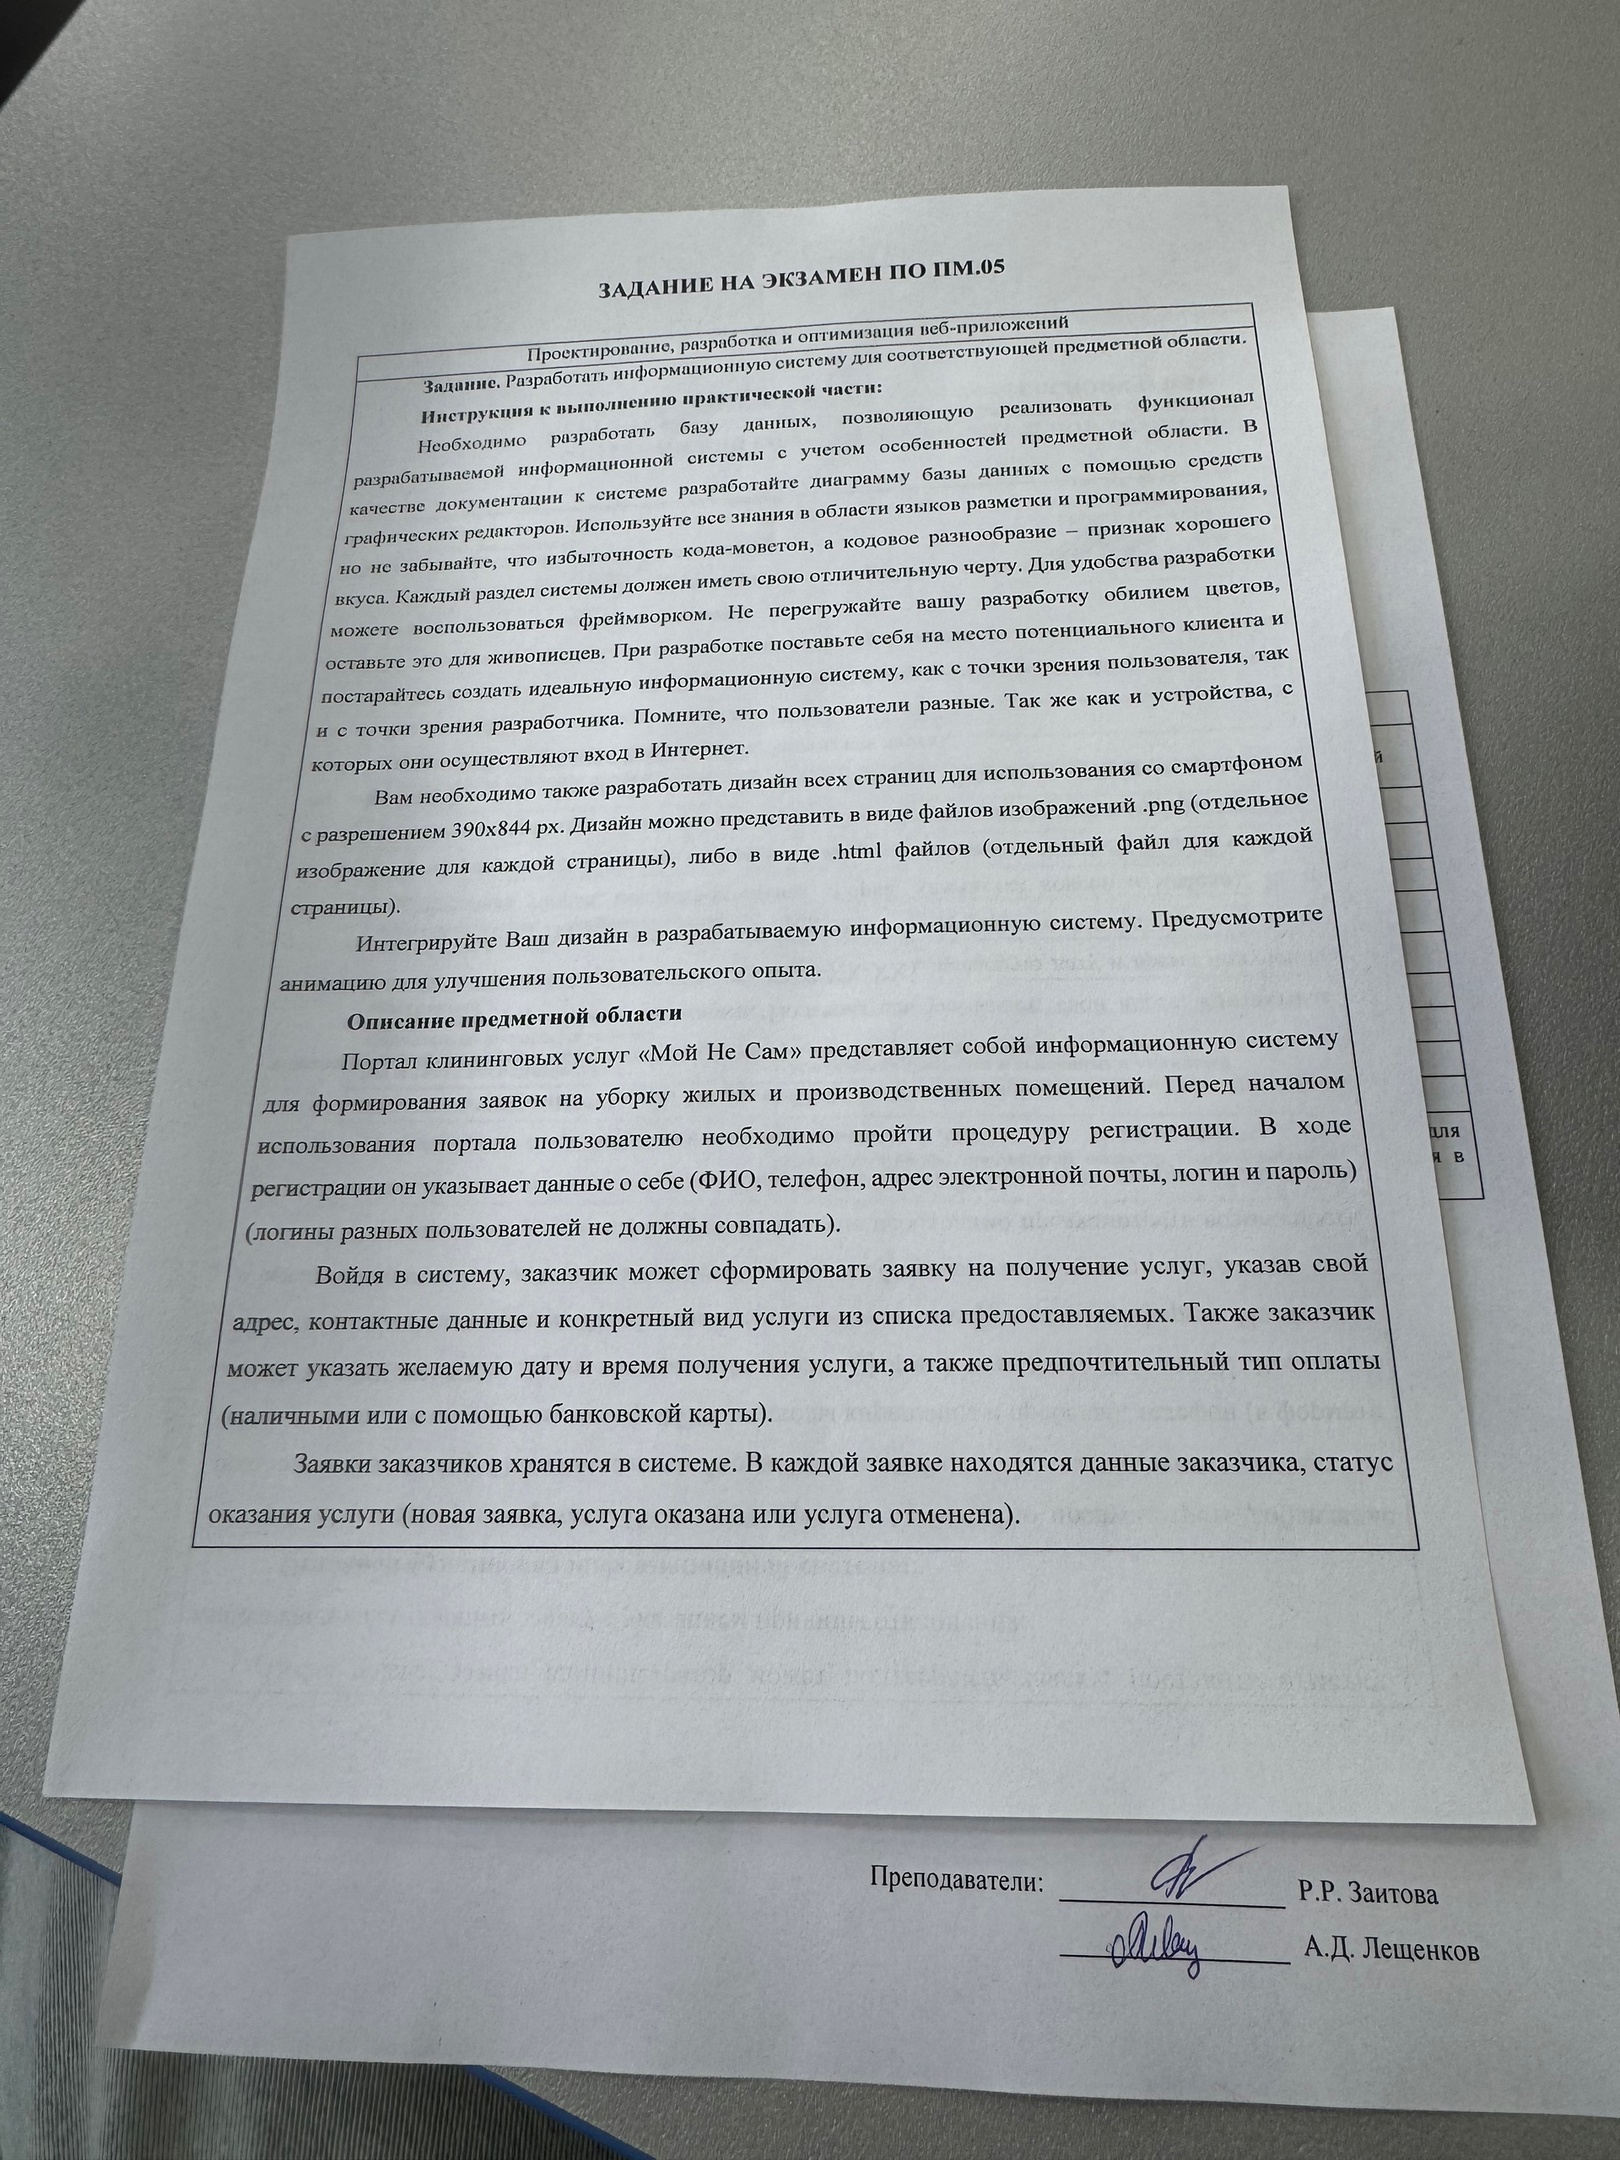 ЗАДАНИЕ НА ЭКЗАМЕН ПО ПМ.05
Проектирование, разработка и оптимизация веб-приложений
Задание. Разработать информационную систему для соответствующей предметной области.
Инструкция к выполнению практической части:
Необходимо разработать базу данных, позволяющую реализовать функционал
разрабатываемой информационной системы с учетом особенностей предметной области. В
качестве документации к системе разработайте диаграмму базы данных с помощью средств
графических редакторов. Используйте все знания в области языков разметки и программирования,
но не забывайте, что избыточность кода-моветон, а кодовое разнообразие – признак хорошего
вкуса. Каждый раздел системы должен иметь свою отличительную черту. Для удобства разработки
можете воспользоваться фреймворком. Не перегружайте вашу разработку обилием цветов,
оставьте это для живописцев. При разработке поставьте себя на место потенциального клиента и
постарайтесь создать идеальную информационную систему, как с точки зрения пользователя, так
и с точки зрения разработчика. Помните, что пользователи разные. Так же как и устройства, с
которых они осуществляют вход в Интернет.
Вам необходимо также разработать дизайн всех страниц для использования со смартфоном
с разрешением 390х844 px. Дизайн можно представить в виде файлов изображений .png (отдельное
изображение для каждой страницы), либо в виде .html файлов (отдельный файл для каждой
страницы).
Интегрируйте Ваш дизайн в разрабатываемую информационную систему. Предусмотрите
анимацию для улучшения пользовательского опыта.
Описание предметной области
Портал клининговых услуг «Мой Не Сам» представляет собой информационную систему
для формирования заявок на уборку жилых и производственных помещений. Перед началом
использования портала пользователю необходимо пройти процедуру регистрации. В ходе
регистрации он указывает данные о себе (ФИО, телефон, адрес электронной почты, логин и пароль)
(логины разных пользователей не должны совпадать).
Войдя в систему, заказчик может сформировать заявку на получение услуг, указав свой
адрес, контактные данные и конкретный вид услуги из списка предоставляемых. Также заказчик
может указать желаемую дату и время получения услуги, а также предпочтительный тип оплаты
(наличными или с помощью банковской карты).
Заявки заказчиков хранятся в системе. В каждой заявке находятся данные заказчика, статус
оказания услуги (новая заявка, услуга оказана или услуга отменена).
Преподаватели: Р.Р. Заитова
А.Д. Лещенков